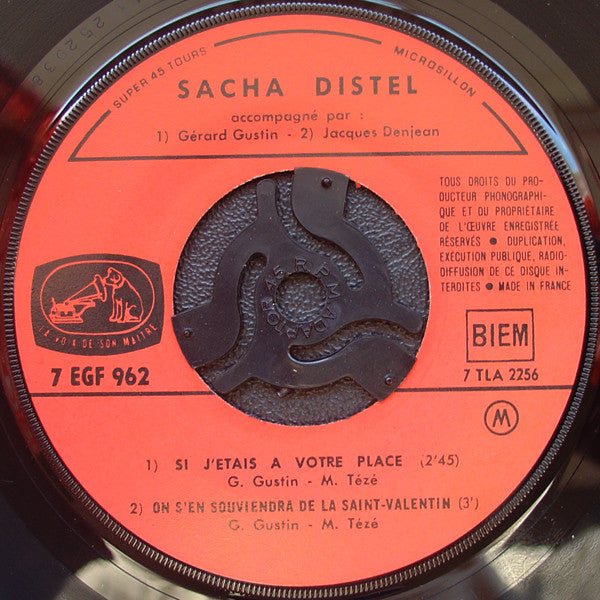 SUPER 45 TOURS
MICROSILLON
SACHA DISTEL
accompagné par :
1) Gérard Gustin - 2) Jacques Denjean
TOUS DROITS DU PRO-
DUCTEUR PHONOGRAPHI-
QUE ET DU PROPRIÉTAIRE
DE L'ŒUVRE ENREGISTRÉE
RÉSERVÉS ● DUPLICATION,
EXÉCUTION PUBLIQUE, RADIO-
DIFFUSION DE CE DISQUE IN-
TERDITES ● MADE IN FRANCE
45 R.P.M. ADAPTOR
LA VOIX DE SON MAITRE
7 EGF 962
BIEM
7 TLA 2256
M
1) SI J'ETAIS A VOTRE PLACE (2'45)
G. Gustin - M. Tézé
2) ON S'EN SOUVIENDRA DE LA SAINT-VALENTIN (3')
G. Gustin - M. Tézé